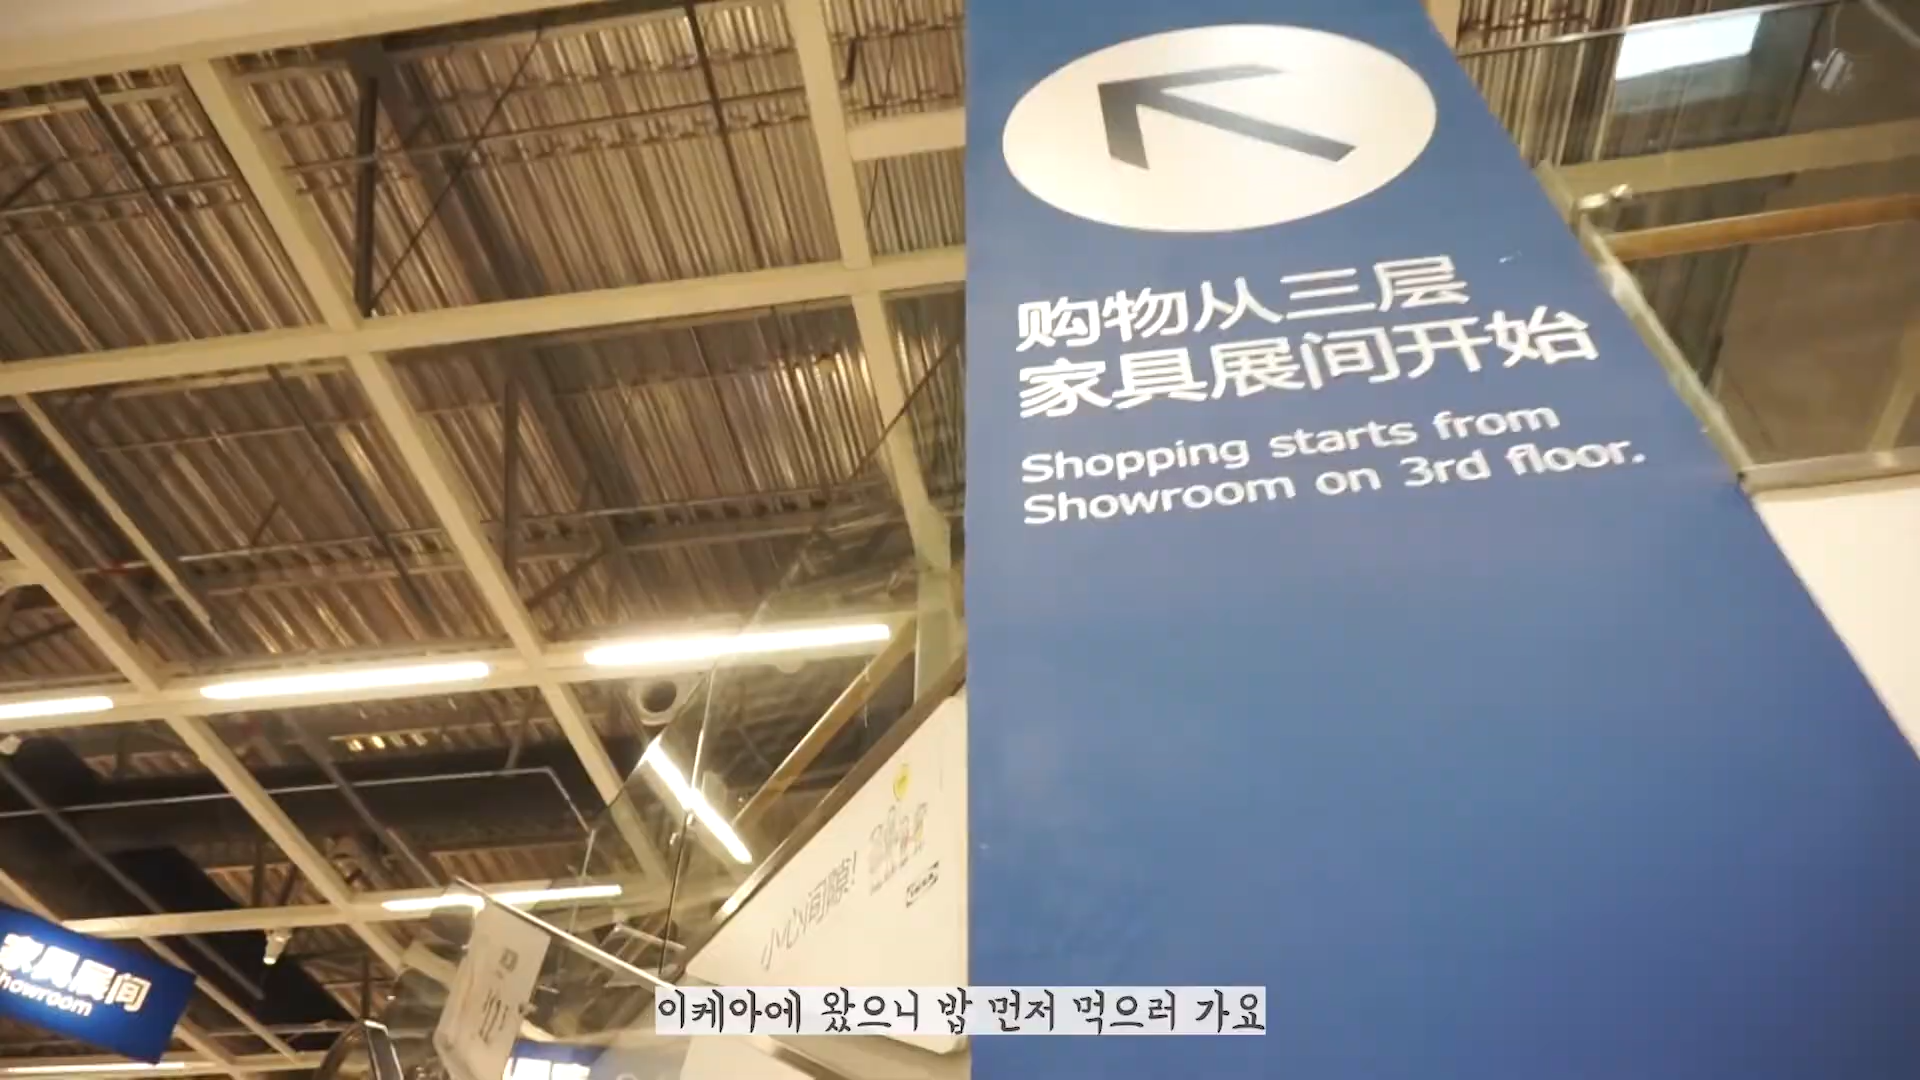 购物从三层
家具展间开始
Shopping starts from
Showroom on 3rd floor.
小心间隙!
家具展间
howroom
이케아에 왔으니 밥 먼저 먹으러 가요